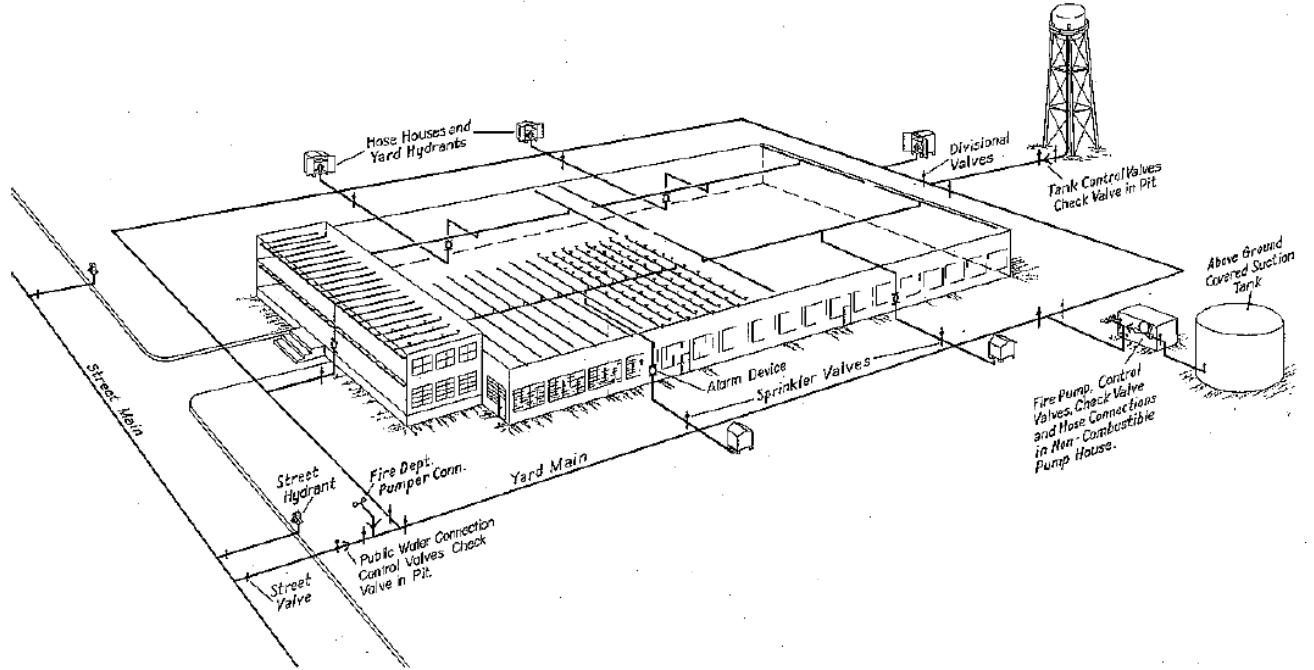 Hose Houses and
Yard Hydrants
Divisional
Valves
Tank Control Valves
Check Valve in Pit
Above Ground
Covered Suction
Tank
Fire Pump, Control
Valves, Check Valve
and Hose Connections
in Non-Combustible
Pump House.
Alarm Device
Sprinkler Valves
Yard Main
Street Main
Fire Dept.
Pumper Conn.
Street
Hydrant
Public Water Connection
Control Valves Check
Valve in Pit.
Street
Valve